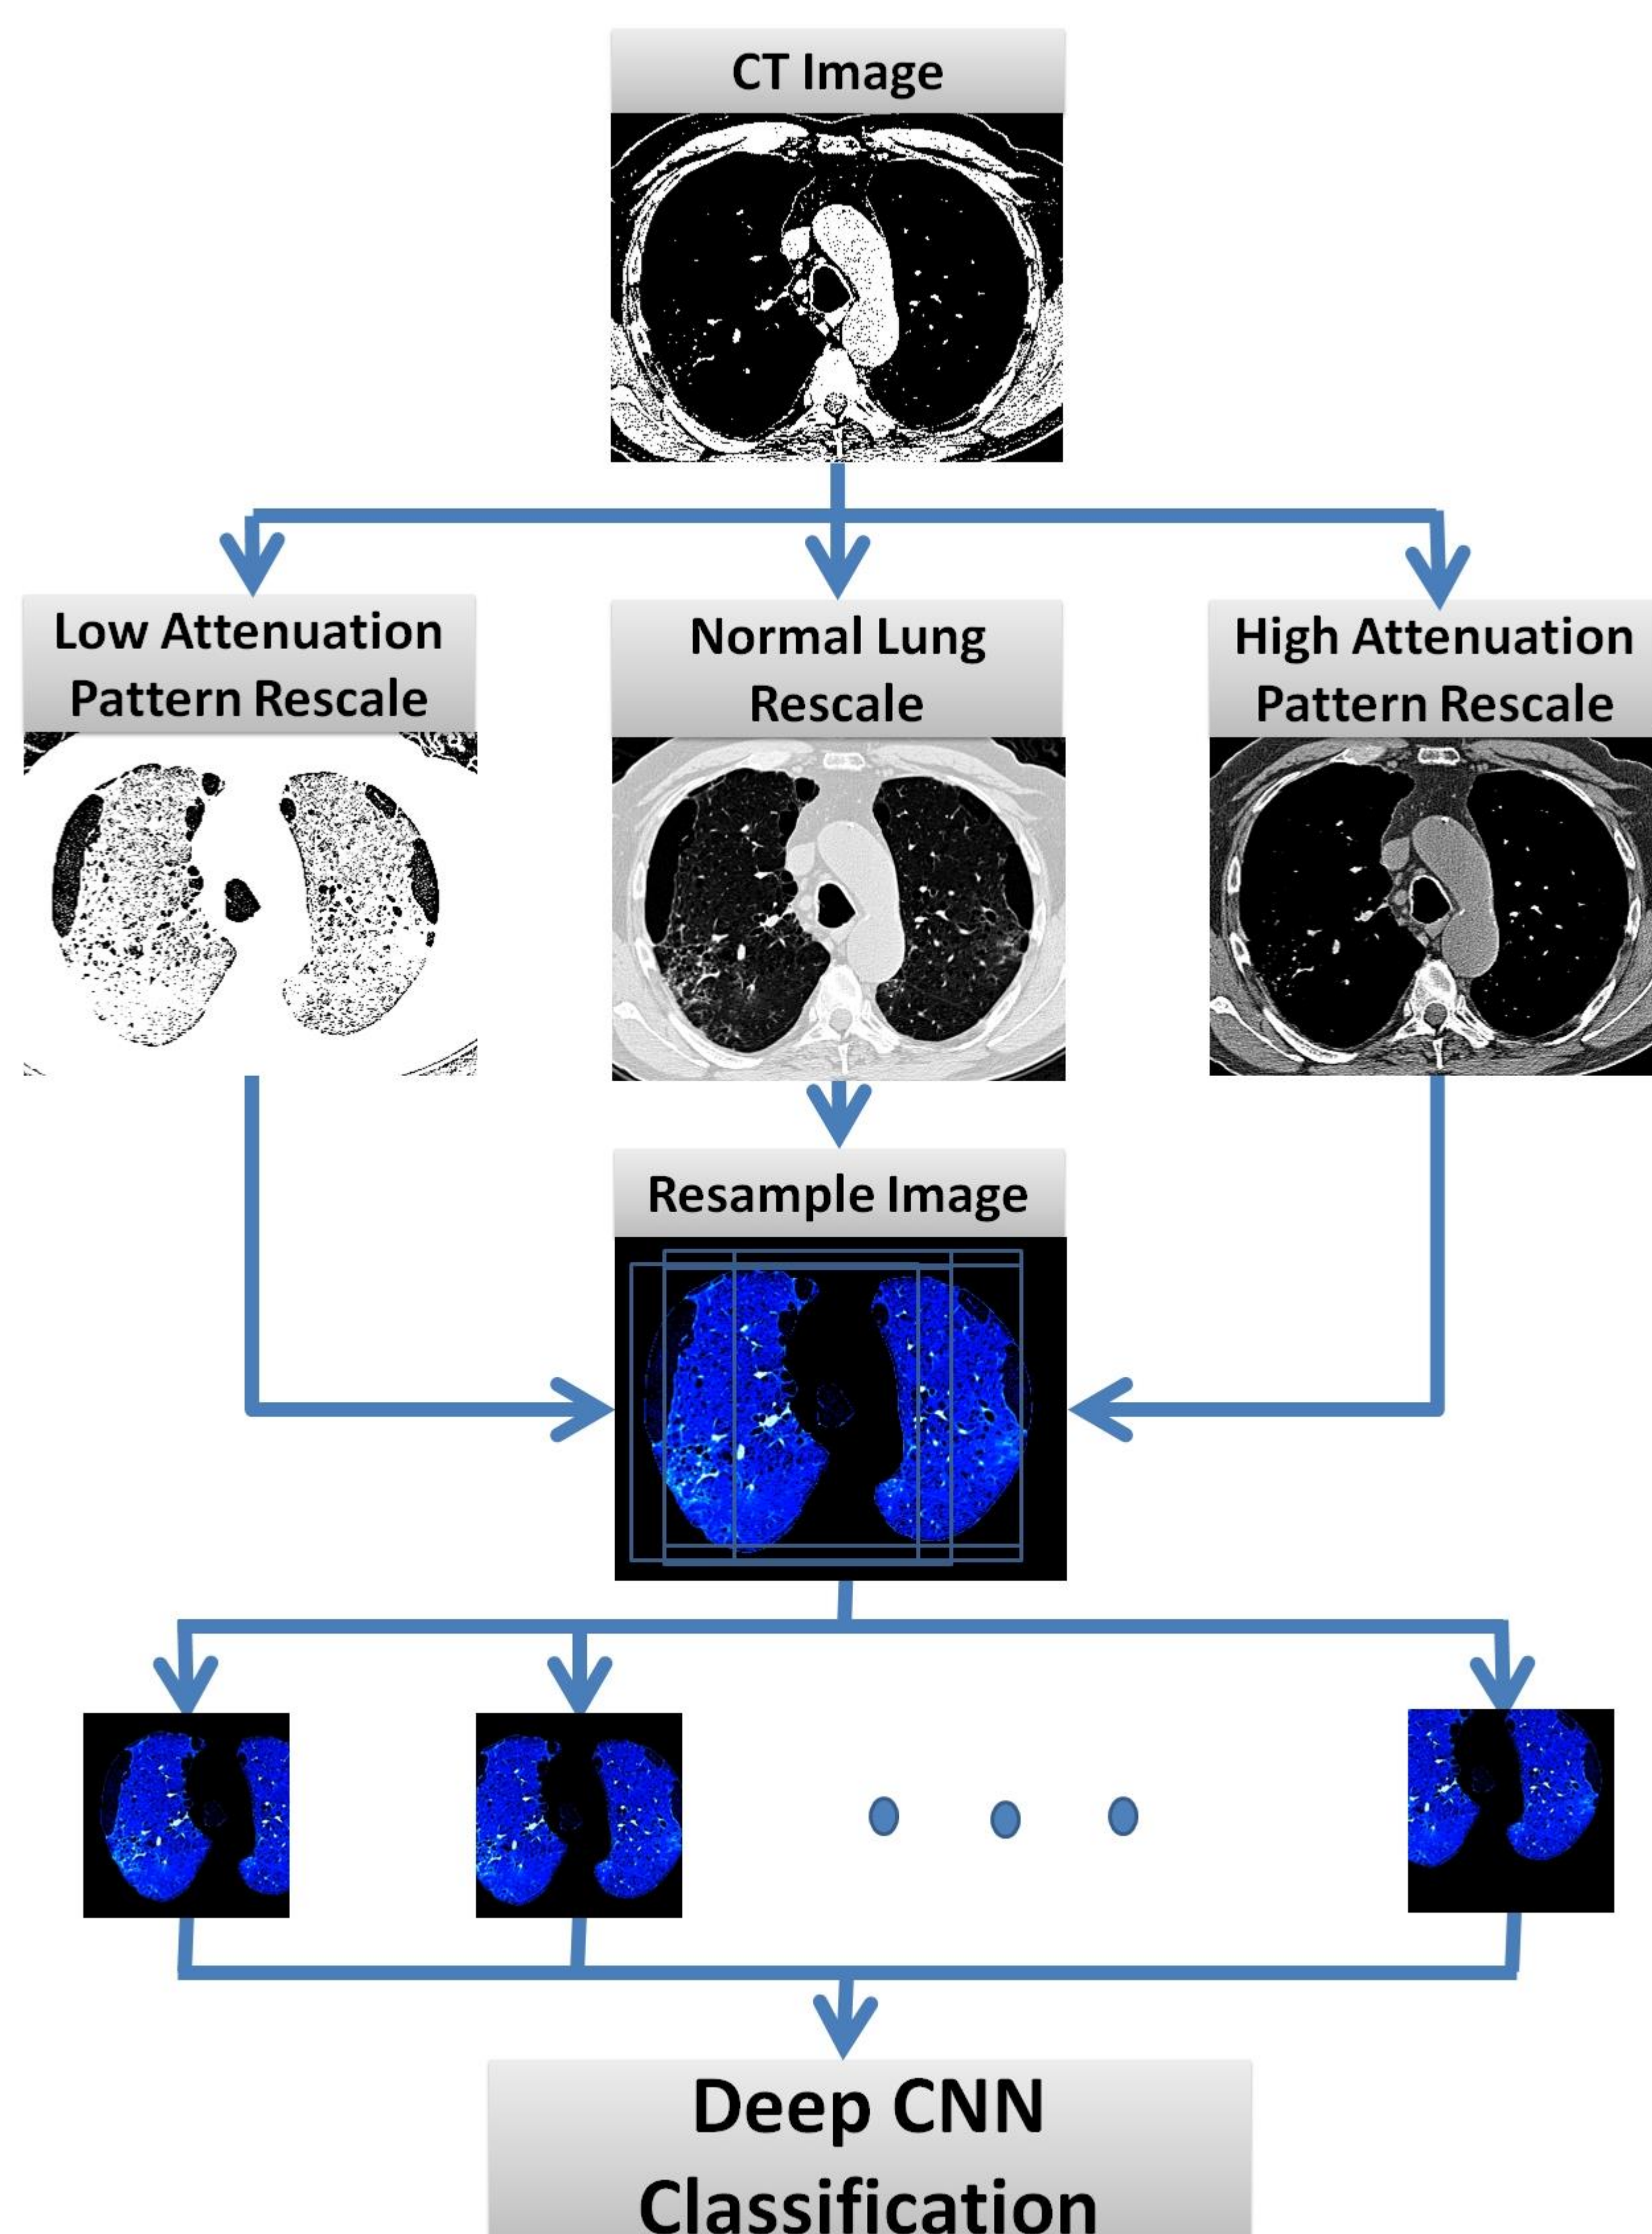 CT Image
Low Attenuation
Pattern Rescale
Normal Lung
Rescale
High Attenuation
Pattern Rescale
Resample Image
Deep CNN
Classification